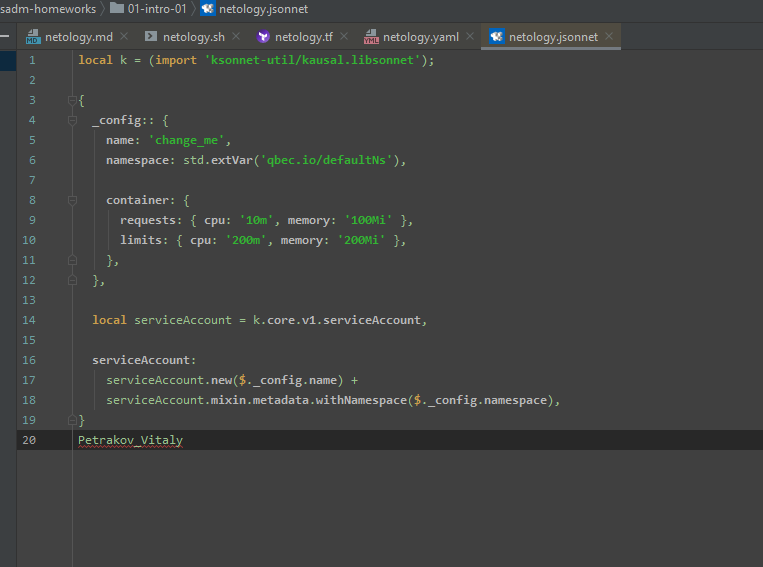 sadm-homeworks 01-intro-01 netology.jsonnet
netology.md netology.sh netology.tf netology.yaml netology.jsonnet
1 local k = (import 'ksonnet-util/kausal.libsonnet');
2
3 {
4   _config:: {
5     name: 'change_me',
6     namespace: std.extVar('qbec.io/defaultNs'),
7
8     container: {
9       requests: { cpu: '10m', memory: '100Mi' },
10       limits: { cpu: '200m', memory: '200Mi' },
11     },
12   },
13
14   local serviceAccount = k.core.v1.serviceAccount,
15
16   serviceAccount:
17     serviceAccount.new($._config.name) +
18     serviceAccount.mixin.metadata.withNamespace($._config.namespace),
19 }
20 Petrakov_Vitaly